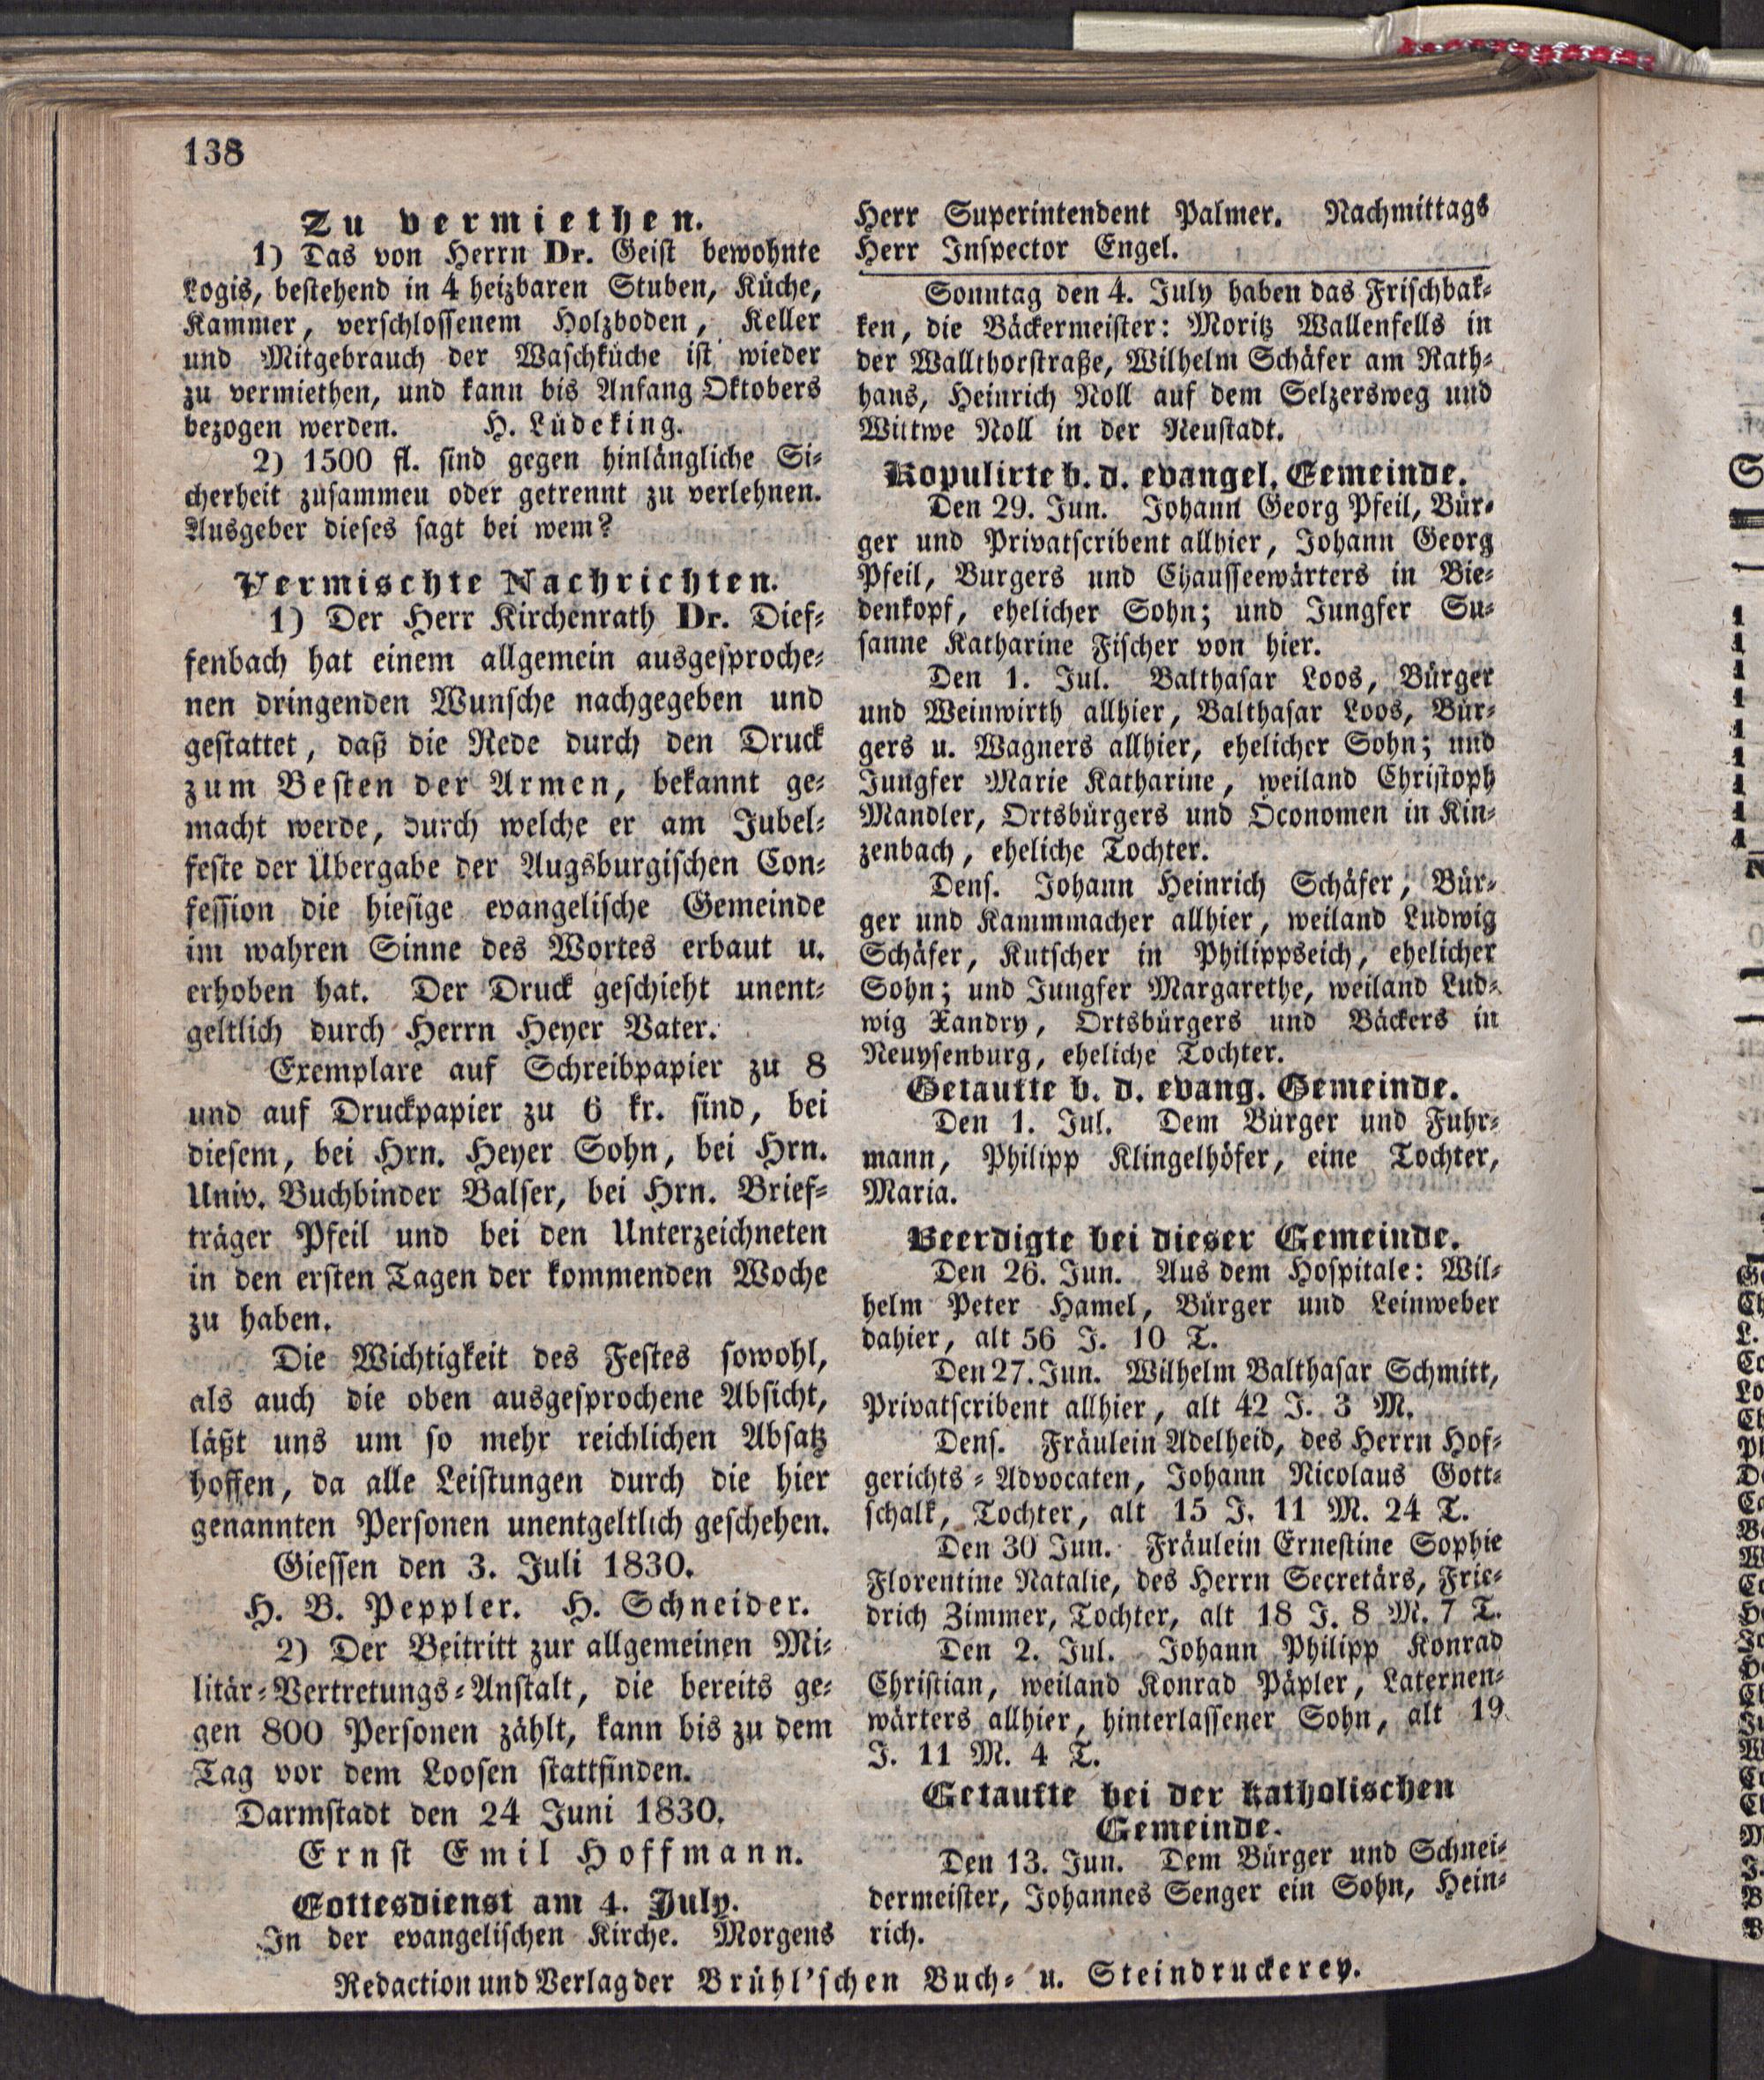 138
Zu vermiethen.
1) Das von Herrn Dr. Geist bewohnte
Logis, bestehend in 4 heizbaren Stuben, Küche,
Kammer, verschlossenem Holzboden, Keller
und Mitgebrauch der Waschküche ist wieder
zu vermiethen, und kann bis Anfang Oktobers
bezogen werden. H. Lüdeking.
2) 1500 fl. sind gegen hinlängliche Si-
cherheit zusammen oder getrennt zu verlehnen.
Ausgeber dieses sagt bei wem?
Vermischte Nachrichten.
1) Der Herr Kirchenrath Dr. Dief-
fenbach hat einem allgemein ausgesproche-
nen dringenden Wunsche nachgegeben und
gestattet, daß die Rede durch den Druck
zum Besten der Armen, bekannt ge-
macht werde, durch welche er am Jubel-
feste der Übergabe der Augsburgischen Con-
fession die hiesige evangelische Gemeinde
im wahren Sinne des Wortes erbaut u.
erhoben hat. Der Druck geschieht unent-
geltlich durch Herrn Heyer Vater.
Exemplare auf Schreibpapier zu 8
und auf Druckpapier zu 6 kr. sind, bei
diesem, bei Hrn. Heyer Sohn, bei Hrn.
Univ. Buchbinder Balser, bei Hrn. Brief-
träger Pfeil und bei den Unterzeichneten
in den ersten Tagen der kommenden Woche
zu haben.
Die Wichtigkeit des Festes sowohl,
als auch die oben ausgesprochene Absicht,
läßt uns um so mehr reichlichen Absatz
hoffen, da alle Leistungen durch die hier
genannten Personen unentgeltlich geschehen.
Giessen den 3. Juli 1830.
H. B. Peppler. H. Schneider.
2) Der Beitritt zur allgemeinen Mi-
litär-Vertretungs-Anstalt, die bereits ge-
gen 800 Personen zählt, kann bis zu dem
Tag vor dem Loosen stattfinden.
Darmstadt den 24 Juni 1830.
Ernst Emil Hoffmann.
Gottesdienst am 4. July.
In der evangelischen Kirche. Morgens
Herr Superintendent Palmer. Nachmittags
Herr Inspector Engel.
Sonntag den 4. July haben das Frischbak-
ken, die Bäckermeister: Moritz Wallenfells in
der Wallthorstraße, Wilhelm Schäfer am Rath-
haus, Heinrich Noll auf dem Selzersweg und
Wittwe Noll in der Neustadt.
Kopulirte b. d. evangel. Gemeinde.
Den 29. Jun. Johann Georg Pfeil, Bür-
ger und Privatscribent allhier, Johann Georg
Pfeil, Burgers und Chausseewärters in Bie-
denkopf, ehelicher Sohn; und Jungfer Su-
sanne Katharine Fischer von hier.
Den 1. Jul. Balthasar Loos, Bürger
und Weinwirth allhier, Balthasar Loos, Bür-
gers u. Wagners allhier, ehelicher Sohn; und
Jungfer Marie Katharine, weiland Christoph
Mandler, Ortsbürgers und Öconomen in Kin-
zenbach, eheliche Tochter.
Dens. Johann Heinrich Schäfer, Bür-
ger und Kammmacher allhier, weiland Ludwig
Schäfer, Kutscher in Philippseich, ehelicher
Sohn; und Jungfer Margarethe, weiland Lud-
wig Xandry, Ortsbürgers und Bäckers in
Neuysenburg, eheliche Tochter.
Getaufte b. d. evang. Gemeinde.
Den 1. Jul. Dem Bürger und Fuhr-
mann, Philipp Klingelhöfer, eine Tochter,
Maria.
Beerdigte bei dieser Gemeinde.
Den 26. Jun. Aus dem Hospitale: Wil-
helm Peter Hamel, Bürger und Leinweber
dahier, alt 56 J. 10 T.
Den 27. Jun. Wilhelm Balthasar Schmitt,
Privatscribent allhier, alt 42 J. 3 M.
Dens. Fräulein Adelheid, des Herrn Hof-
gerichts-Advocaten, Johann Nicolaus Gott-
schalk, Tochter, alt 15 J. 11 M. 24 T.
Den 30 Jun. Fräulein Ernestine Sophie
Florentine Natalie, des Herrn Secretärs, Frie-
drich Zimmer, Tochter, alt 18 J. 8 M. 7 T.
Den 2. Jul. Johann Philipp Konrad
Christian, weiland Konrad Päpler, Laternen-
wärters allhier, hinterlassener Sohn, alt 19
J. 11 M. 4 T.
Getaufte bei der katholischen
Gemeinde.
Den 13. Jun. Dem Bürger und Schnei-
dermeister, Johannes Senger ein Sohn, Hein-
rich.
Redaction und Verlag der Brühl'schen Buch- u. Steindruckerey.